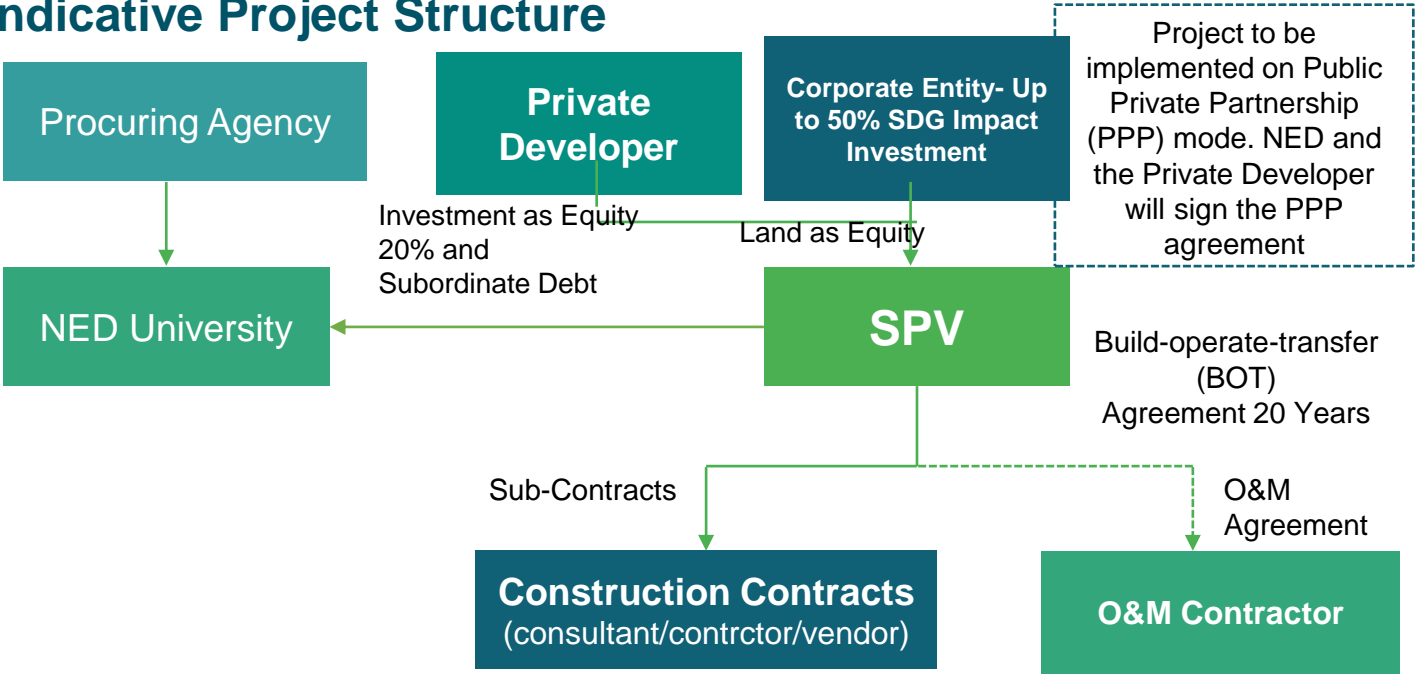 ndicative Project Structure
Procuring Agency
Private
Developer
Corporate Entity- Up
to 50% SDG Impact
Investment
Project to be
implemented on Public
Private Partnership
(PPP) mode. NED and
the Private Developer
will sign the PPP
agreement
Investment as Equity
20% and
Subordinate Debt
Land as Equity
NED University
SPV
Build-operate-transfer
(BOT)
Agreement 20 Years
Sub-Contracts
O&M
Agreement
Construction Contracts
(consultant/contrctor/vendor)
O&M Contractor